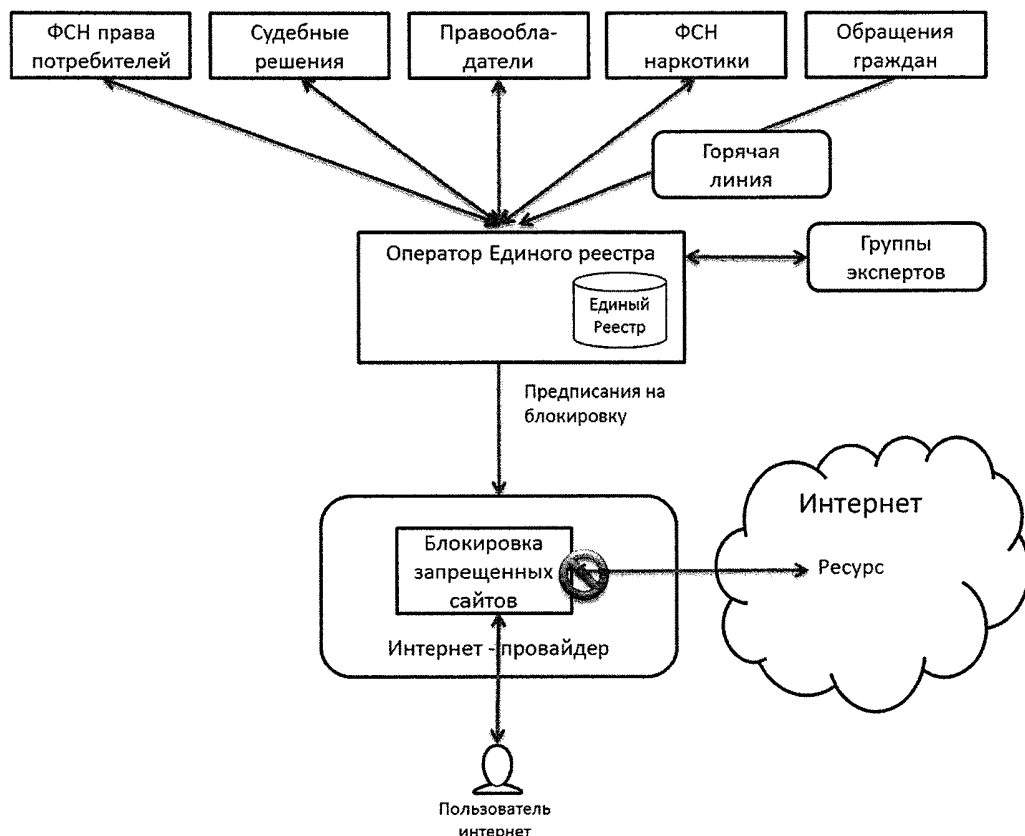 ФСН права
потребителей
Судебные
решения
Правообла-
датели
ФСН
наркотики
Обращения
граждан
Горячая
линия
Оператор Единого реестра
Единый
Реестр
Группы
экспертов
Предписания на
блокировку
Интернет
Блокировка
запрещенных
сайтов
Ресурс
Интернет - провайдер
Пользователь
интернет